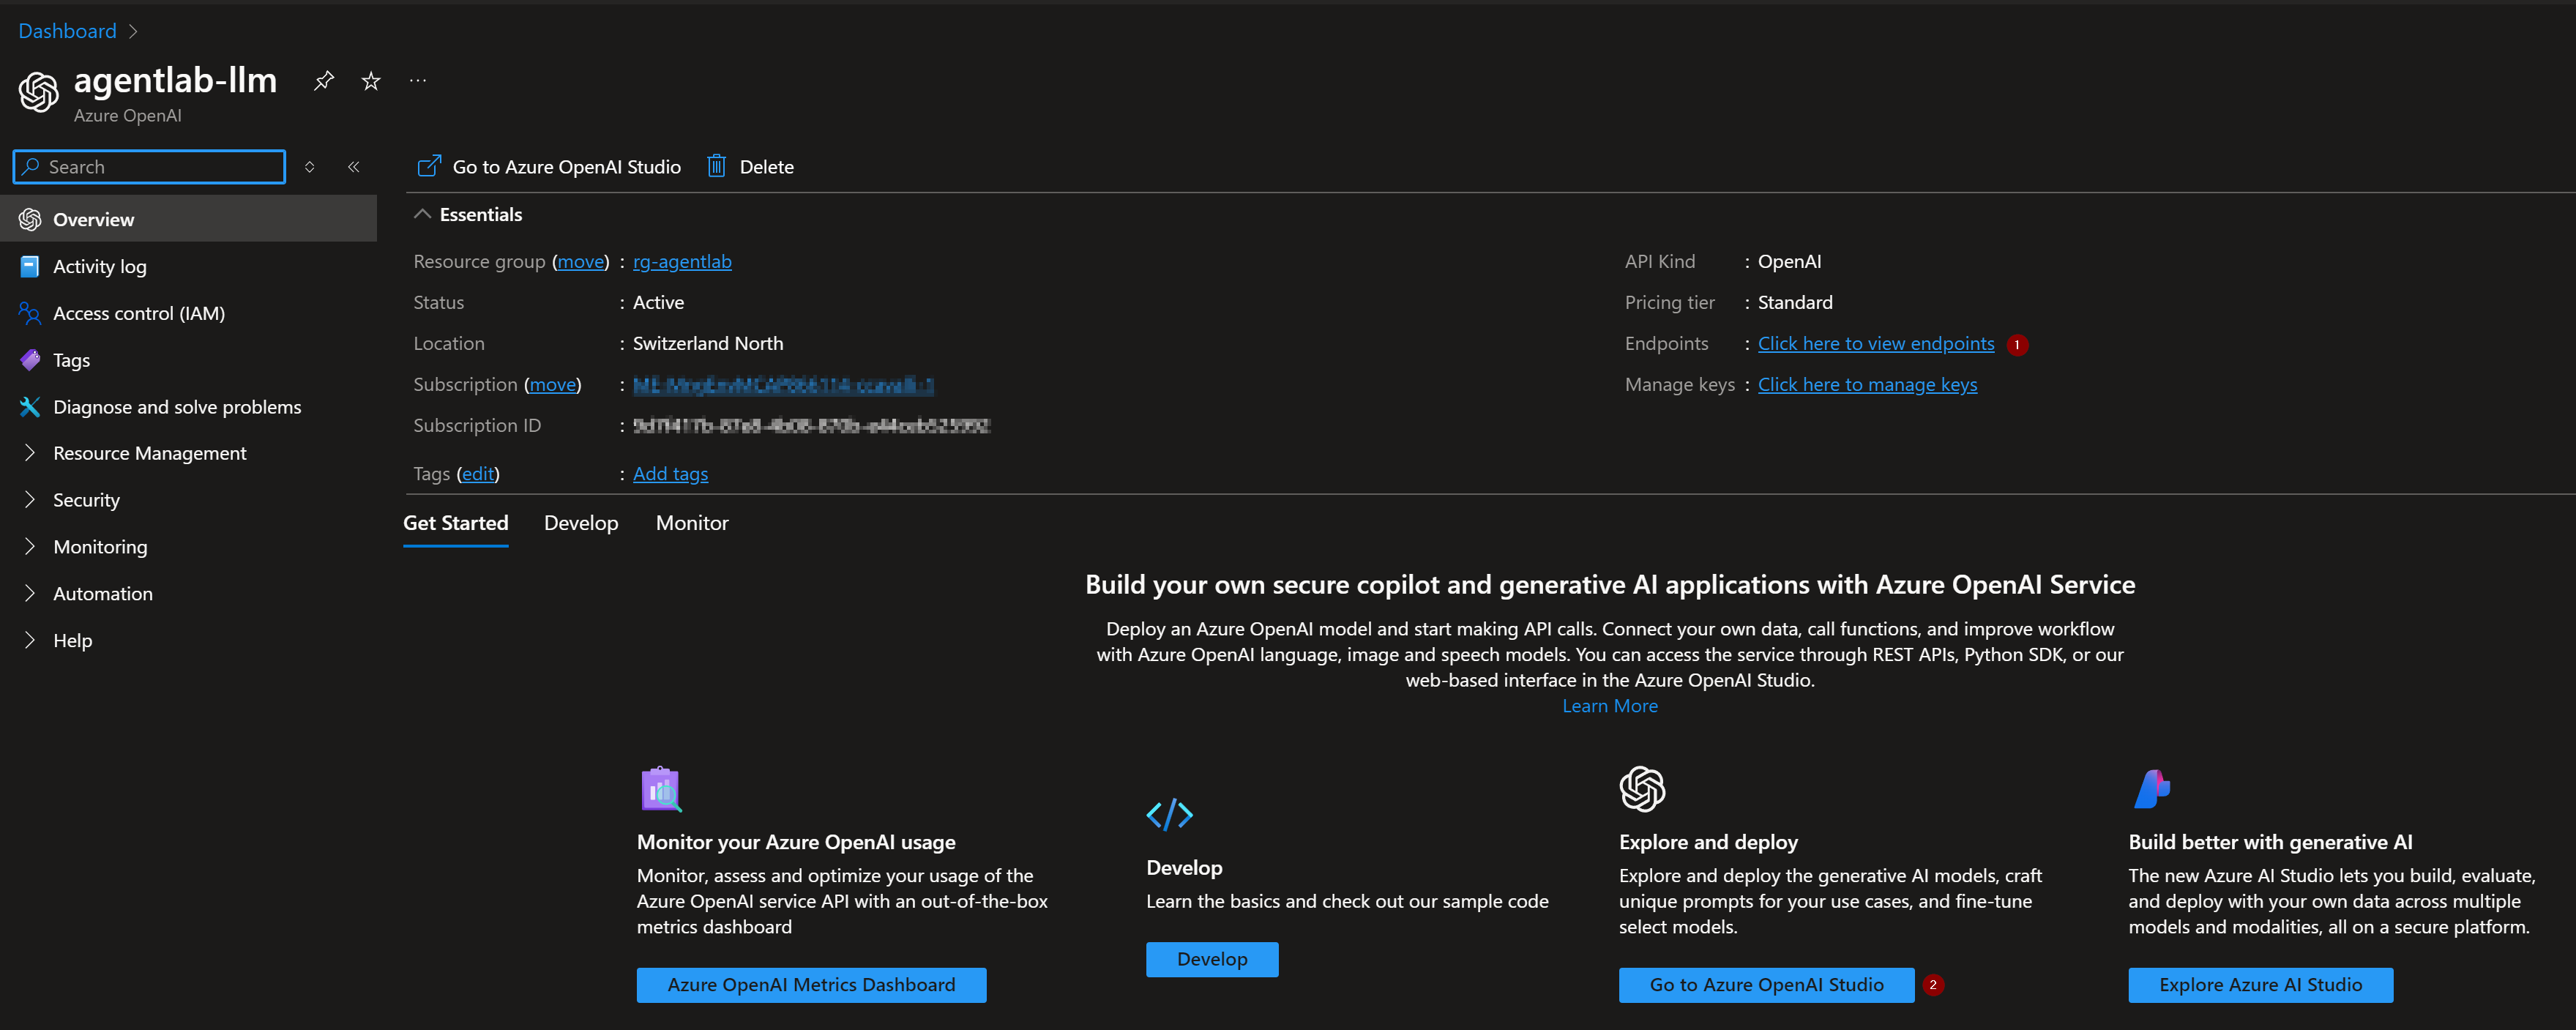 Dashboard
agentlab-llm
Azure OpenAI
Search
Go to Azure OpenAI Studio
Delete
Overview
Activity log
Access control (IAM)
Tags
Diagnose and solve problems
Resource Management
Security
Monitoring
Automation
Help
Essentials
Resource group (move) : rg-agentlab
Status : Active
Location : Switzerland North
Subscription (move) :
Subscription ID :
Tags (edit) : Add tags
API Kind : OpenAI
Pricing tier : Standard
Endpoints : Click here to view endpoints 1
Manage keys : Click here to manage keys
Get Started Develop Monitor
Build your own secure copilot and generative AI applications with Azure OpenAI Service
Deploy an Azure OpenAI model and start making API calls. Connect your own data, call functions, and improve workflow
with Azure OpenAI language, image and speech models. You can access the service through REST APIs, Python SDK, or our
web-based interface in the Azure OpenAI Studio.
Learn More
Monitor your Azure OpenAI usage
Monitor, assess and optimize your usage of the
Azure OpenAI service API with an out-of-the-box
metrics dashboard
Azure OpenAI Metrics Dashboard
Develop
Learn the basics and check out our sample code
Develop
Explore and deploy
Explore and deploy the generative AI models, craft
unique prompts for your use cases, and fine-tune
select models.
Go to Azure OpenAI Studio 2
Build better with generative AI
The new Azure AI Studio lets you build, evaluate,
and deploy with your own data across multiple
models and modalities, all on a secure platform.
Explore Azure AI Studio